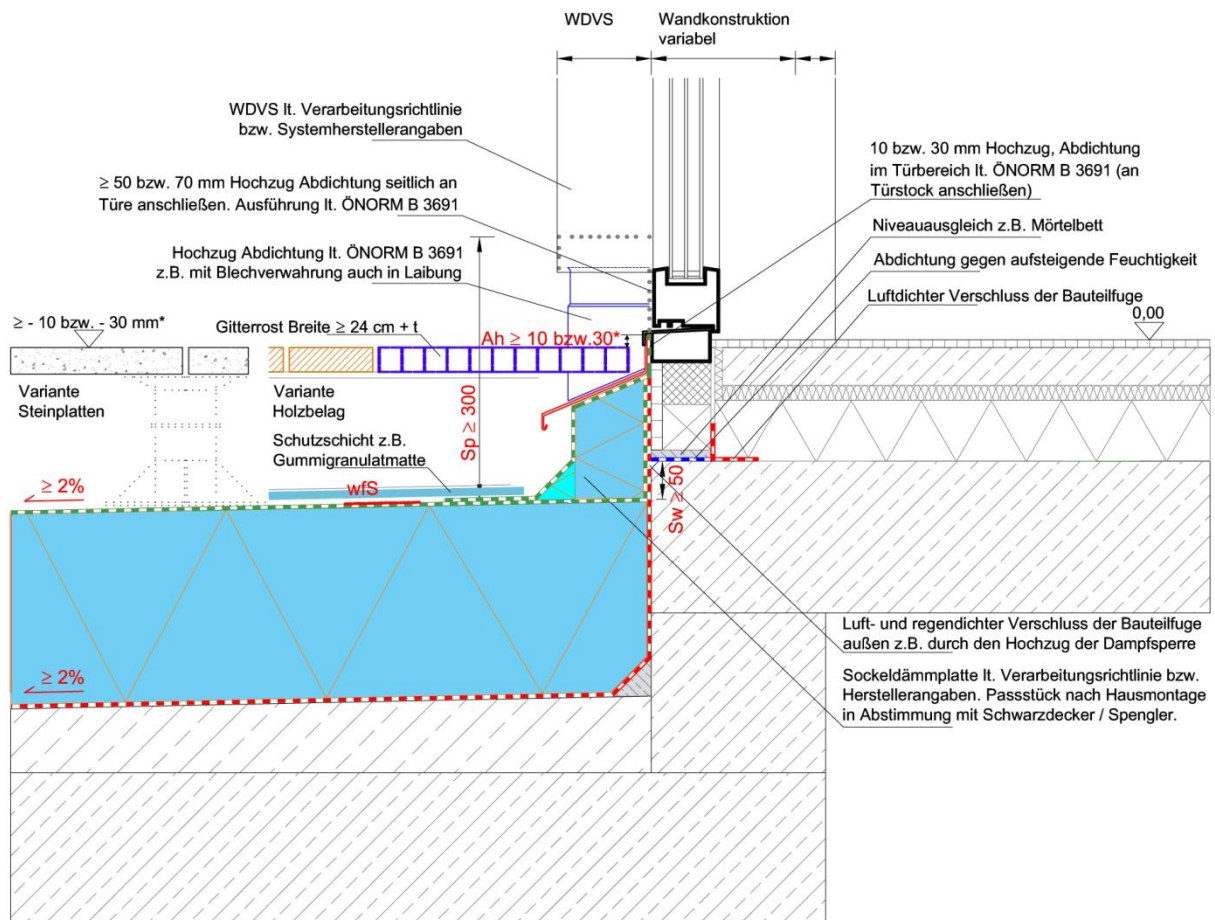 WDVS
Wandkonstruktion
variabel
WDVS lt. Verarbeitungsrichtlinie
bzw. Systemherstellerangaben
≥ 50 bzw. 70 mm Hochzug Abdichtung seitlich an
Türe anschließen. Ausführung lt. ÖNORM B 3691
Hochzug Abdichtung lt. ÖNORM B 3691
z.B. mit Blechverwahrung auch in Laibung
10 bzw. 30 mm Hochzug, Abdichtung
im Türbereich lt. ÖNORM B 3691 (an
Türstock anschließen)
Niveauausgleich z.B. Mörtelbett
Abdichtung gegen aufsteigende Feuchtigkeit
Luftdichter Verschluss der Bauteilfuge
0,00
≥ - 10 bzw. - 30 mm*
Gitterrost Breite ≥ 24 cm + t
Ah ≥ 10 bzw.30*
Variante
Steinplatten
Variante
Holzbelag
Sp ≥ 300
Schutzschicht z.B.
Gummigranulatmatte
wfS
≥ 2%
Sw ≥ 50
≥ 2%
Luft- und regendichter Verschluss der Bauteilfuge
außen z.B. durch den Hochzug der Dampfsperre
Sockeldämmplatte lt. Verarbeitungsrichtlinie bzw.
Herstellerangaben. Passstück nach Hausmontage
in Abstimmung mit Schwarzdecker / Spengler.